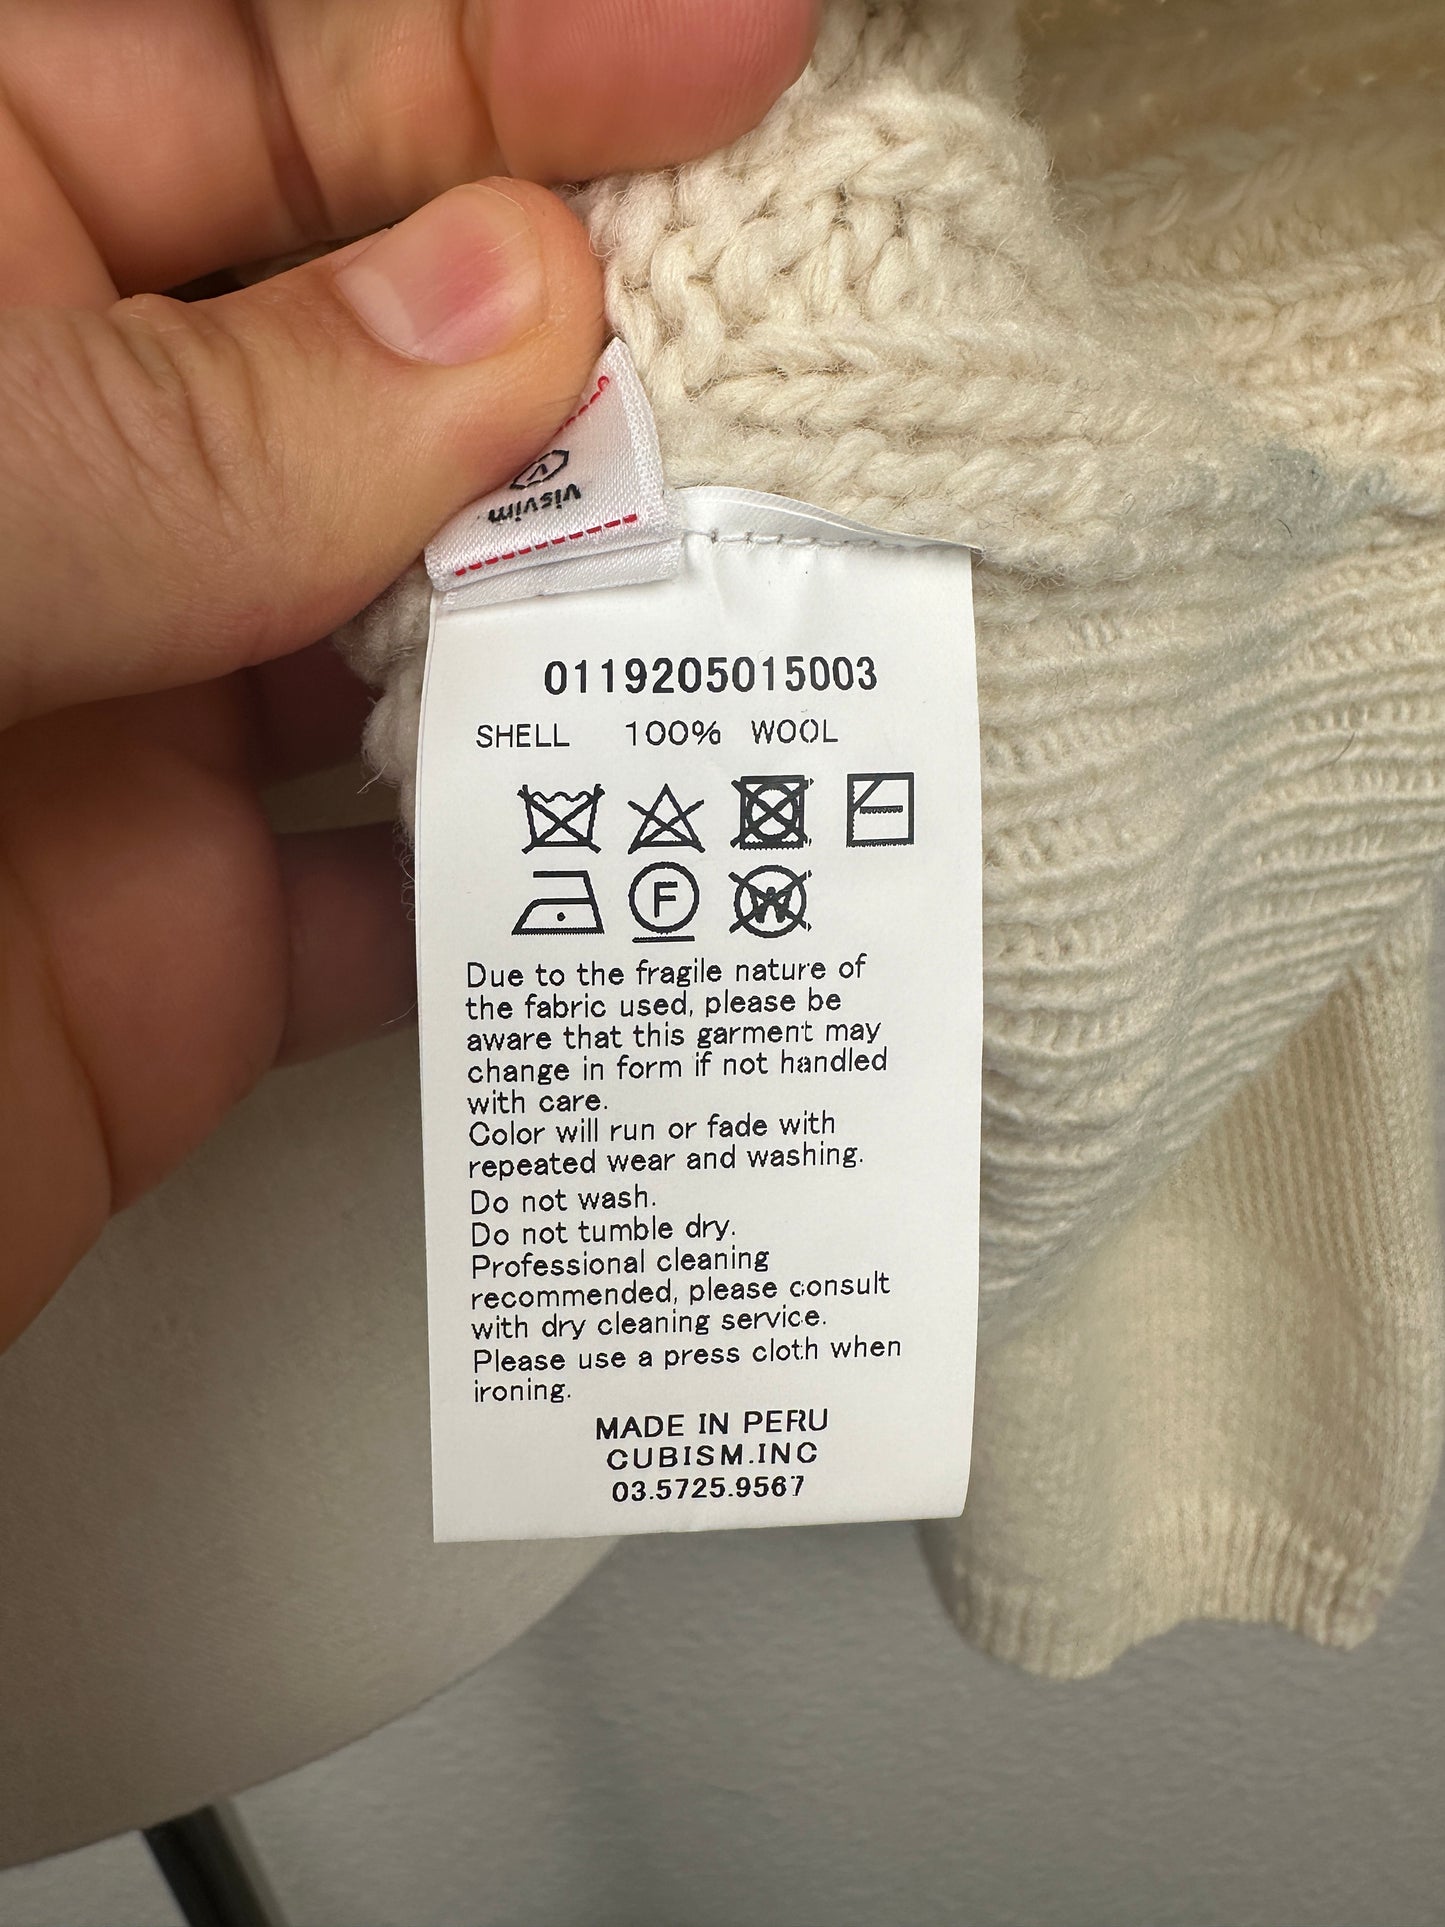 visvim
0119205015003
SHELL 100% WOOL
F
W
Due to the fragile nature of
the fabric used, please be
aware that this garment may
change in form if not handled
with care.
Color will run or fade with
repeated wear and washing.
Do not wash.
Do not tumble dry.
Professional cleaning
recommended, please consult
with dry cleaning service.
Please use a press cloth when
ironing.
MADE IN PERU
CUBISM.INC
03.5725.9567